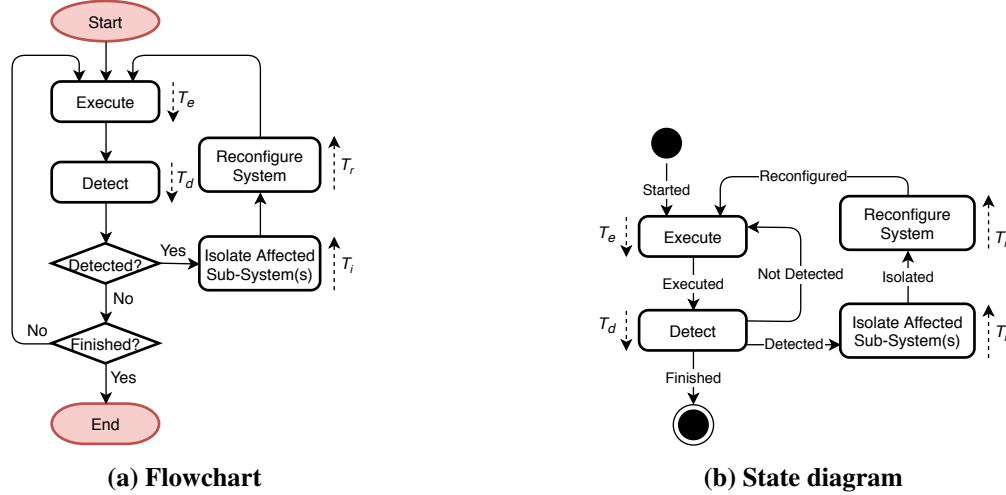 Start
Execute
Te
Detect
Td
Reconfigure
System
Tr
Detected?
Yes
Isolate Affected
Sub-System(s)
Ti
No
No
Finished?
Yes
End
(a) Flowchart
Started
Reconfigured
Te
Execute
Reconfigure
System
Executed
Not Detected
Isolated
Td
Detect
Detected
Isolate Affected
Sub-System(s)
Finished
(b) State diagram